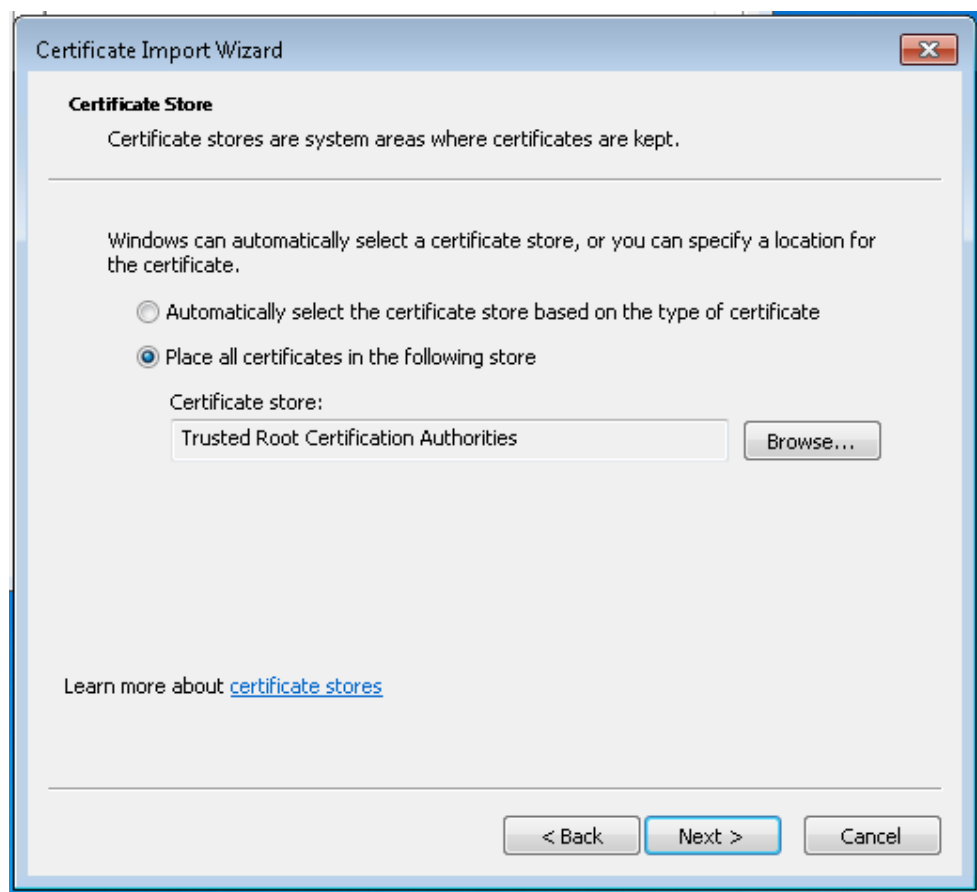 Certificate Import Wizard
Certificate Store
Certificate stores are system areas where certificates are kept.
Windows can automatically select a certificate store, or you can specify a location for
the certificate.
Automatically select the certificate store based on the type of certificate
Place all certificates in the following store
Certificate store:
Trusted Root Certification Authorities
Browse...
Learn more about certificate stores
< Back
Next >
Cancel